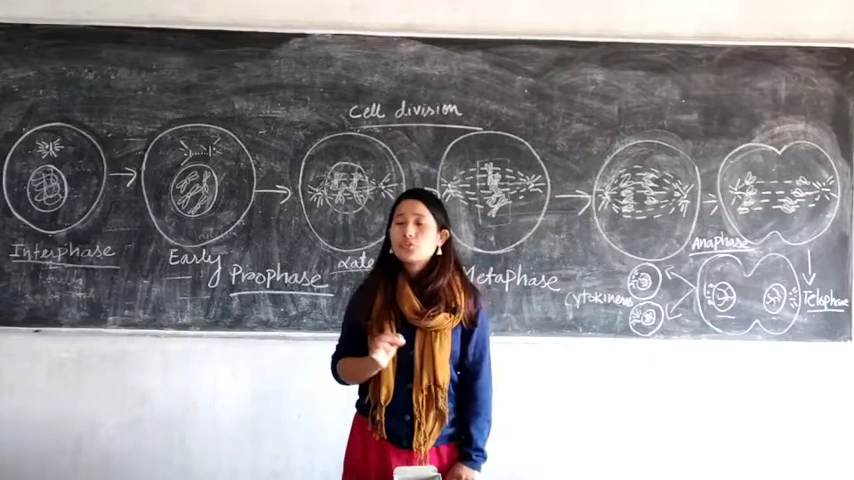 Cell division
Interphase
Early
Prophase
Late
Metaphase
Anaphase
Telophase
Cytokinesis